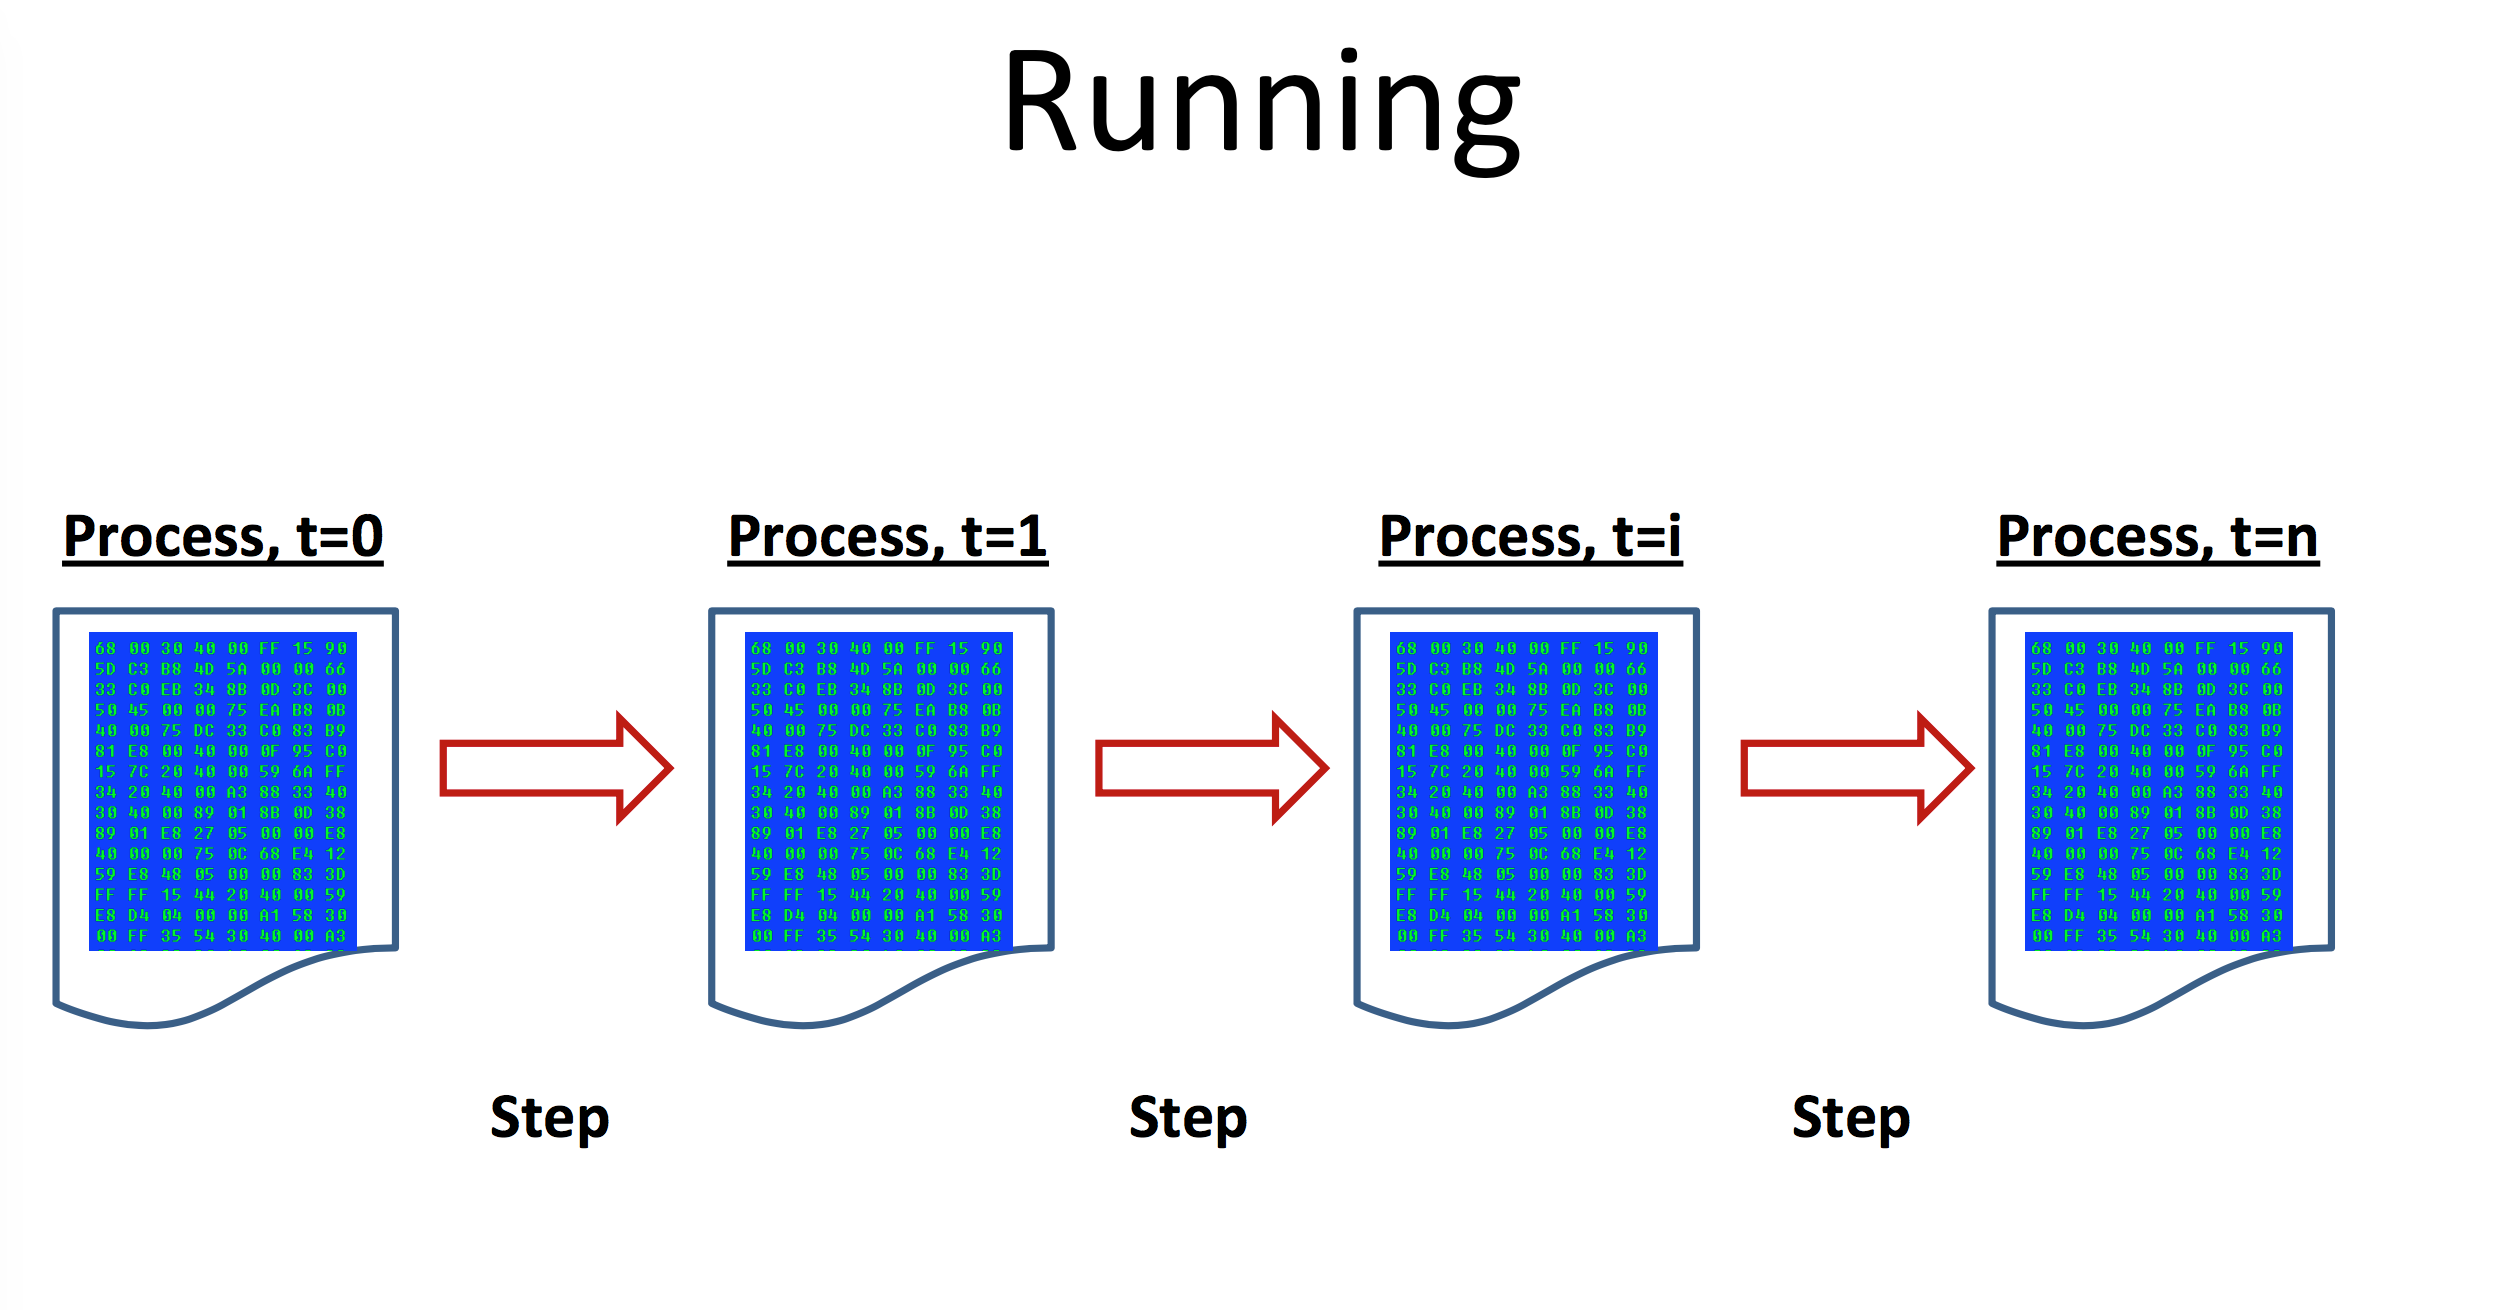 Running
Process, t=0
Process, t=1
Process, t=i
Process, t=n
68 00 30 40 00 FF 15 90
5D C3 B8 4D 5A 00 00 66
33 C0 EB 34 8B 0D 3C 00
50 45 00 00 75 EA B8 0B
40 00 75 DC 33 C0 83 B9
81 E8 00 40 00 0F 95 C0
15 7C 20 40 00 59 6A FF
34 20 40 00 A3 88 33 40
30 40 00 89 01 8B 0D 38
89 01 E8 27 05 00 00 E8
40 00 00 75 0C 68 E4 12
59 E8 48 05 00 00 83 3D
FF FF 15 44 20 40 00 59
E8 D4 04 00 00 A1 58 30
00 FF 35 54 30 40 00 A3
68 00 30 40 00 FF 15 90
5D C3 B8 4D 5A 00 00 66
33 C0 EB 34 8B 0D 3C 00
50 45 00 00 75 EA B8 0B
40 00 75 DC 33 C0 83 B9
81 E8 00 40 00 0F 95 C0
15 7C 20 40 00 59 6A FF
34 20 40 00 A3 88 33 40
30 40 00 89 01 8B 0D 38
89 01 E8 27 05 00 00 E8
40 00 00 75 0C 68 E4 12
59 E8 48 05 00 00 83 3D
FF FF 15 44 20 40 00 59
E8 D4 04 00 00 A1 58 30
00 FF 35 54 30 40 00 A3
68 00 30 40 00 FF 15 90
5D C3 B8 4D 5A 00 00 66
33 C0 EB 34 8B 0D 3C 00
50 45 00 00 75 EA B8 0B
40 00 75 DC 33 C0 83 B9
81 E8 00 40 00 0F 95 C0
15 7C 20 40 00 59 6A FF
34 20 40 00 A3 88 33 40
30 40 00 89 01 8B 0D 38
89 01 E8 27 05 00 00 E8
40 00 00 75 0C 68 E4 12
59 E8 48 05 00 00 83 3D
FF FF 15 44 20 40 00 59
E8 D4 04 00 00 A1 58 30
00 FF 35 54 30 40 00 A3
68 00 30 40 00 FF 15 90
5D C3 B8 4D 5A 00 00 66
33 C0 EB 34 8B 0D 3C 00
50 45 00 00 75 EA B8 0B
40 00 75 DC 33 C0 83 B9
81 E8 00 40 00 0F 95 C0
15 7C 20 40 00 59 6A FF
34 20 40 00 A3 88 33 40
30 40 00 89 01 8B 0D 38
89 01 E8 27 05 00 00 E8
40 00 00 75 0C 68 E4 12
59 E8 48 05 00 00 83 3D
FF FF 15 44 20 40 00 59
E8 D4 04 00 00 A1 58 30
00 FF 35 54 30 40 00 A3
Step
Step
Step